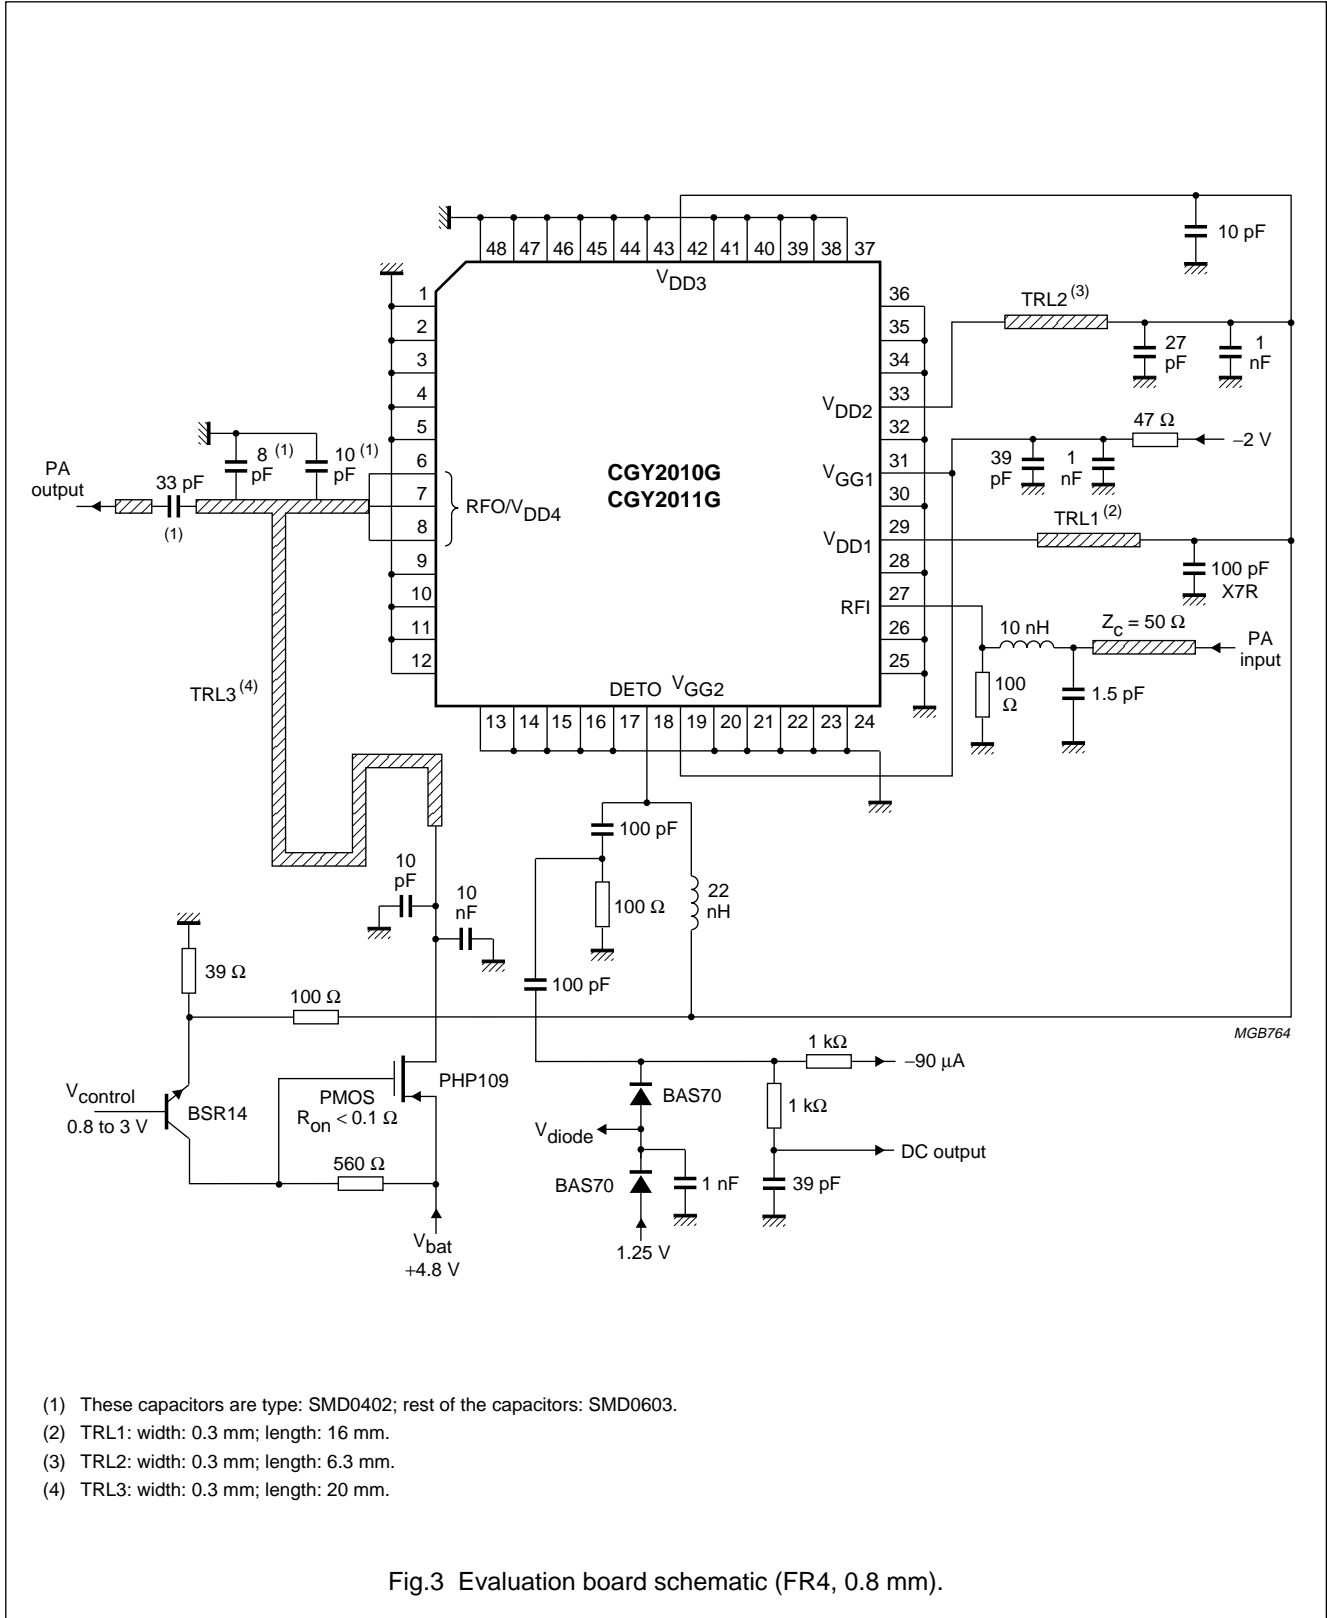 48 47 46 45 44 43 42 41 40 39 38 37
10 pF
VDD3
1
2
3
4
5
6
7
8
9
10
11
12
36
35
34
33
32
31
30
29
28
27
26
25
TRL2 (3)
27 pF
1 nF
VDD2
47 Ω
−2 V
39 pF
1 nF
VGG1
CGY2010G
CGY2011G
8 pF (1)
10 pF (1)
PA output
33 pF
(1)
RFO/VDD4
TRL1 (2)
VDD1
100 pF
X7R
RFI
10 nH
Zc = 50 Ω
PA input
100 Ω
1.5 pF
TRL3 (4)
DETO VGG2
13 14 15 16 17 18 19 20 21 22 23 24
100 pF
10 pF
10 nF
100 Ω
22 nH
39 Ω
100 pF
100 Ω
MGB764
1 kΩ
−90 µA
PHP109
Vcontrol
0.8 to 3 V
BSR14
PMOS
Ron < 0.1 Ω
BAS70
1 kΩ
Vdiode
DC output
560 Ω
BAS70
1 nF
39 pF
Vbat
+4.8 V
1.25 V
(1) These capacitors are type: SMD0402; rest of the capacitors: SMD0603.
(2) TRL1: width: 0.3 mm; length: 16 mm.
(3) TRL2: width: 0.3 mm; length: 6.3 mm.
(4) TRL3: width: 0.3 mm; length: 20 mm.
Fig.3 Evaluation board schematic (FR4, 0.8 mm).